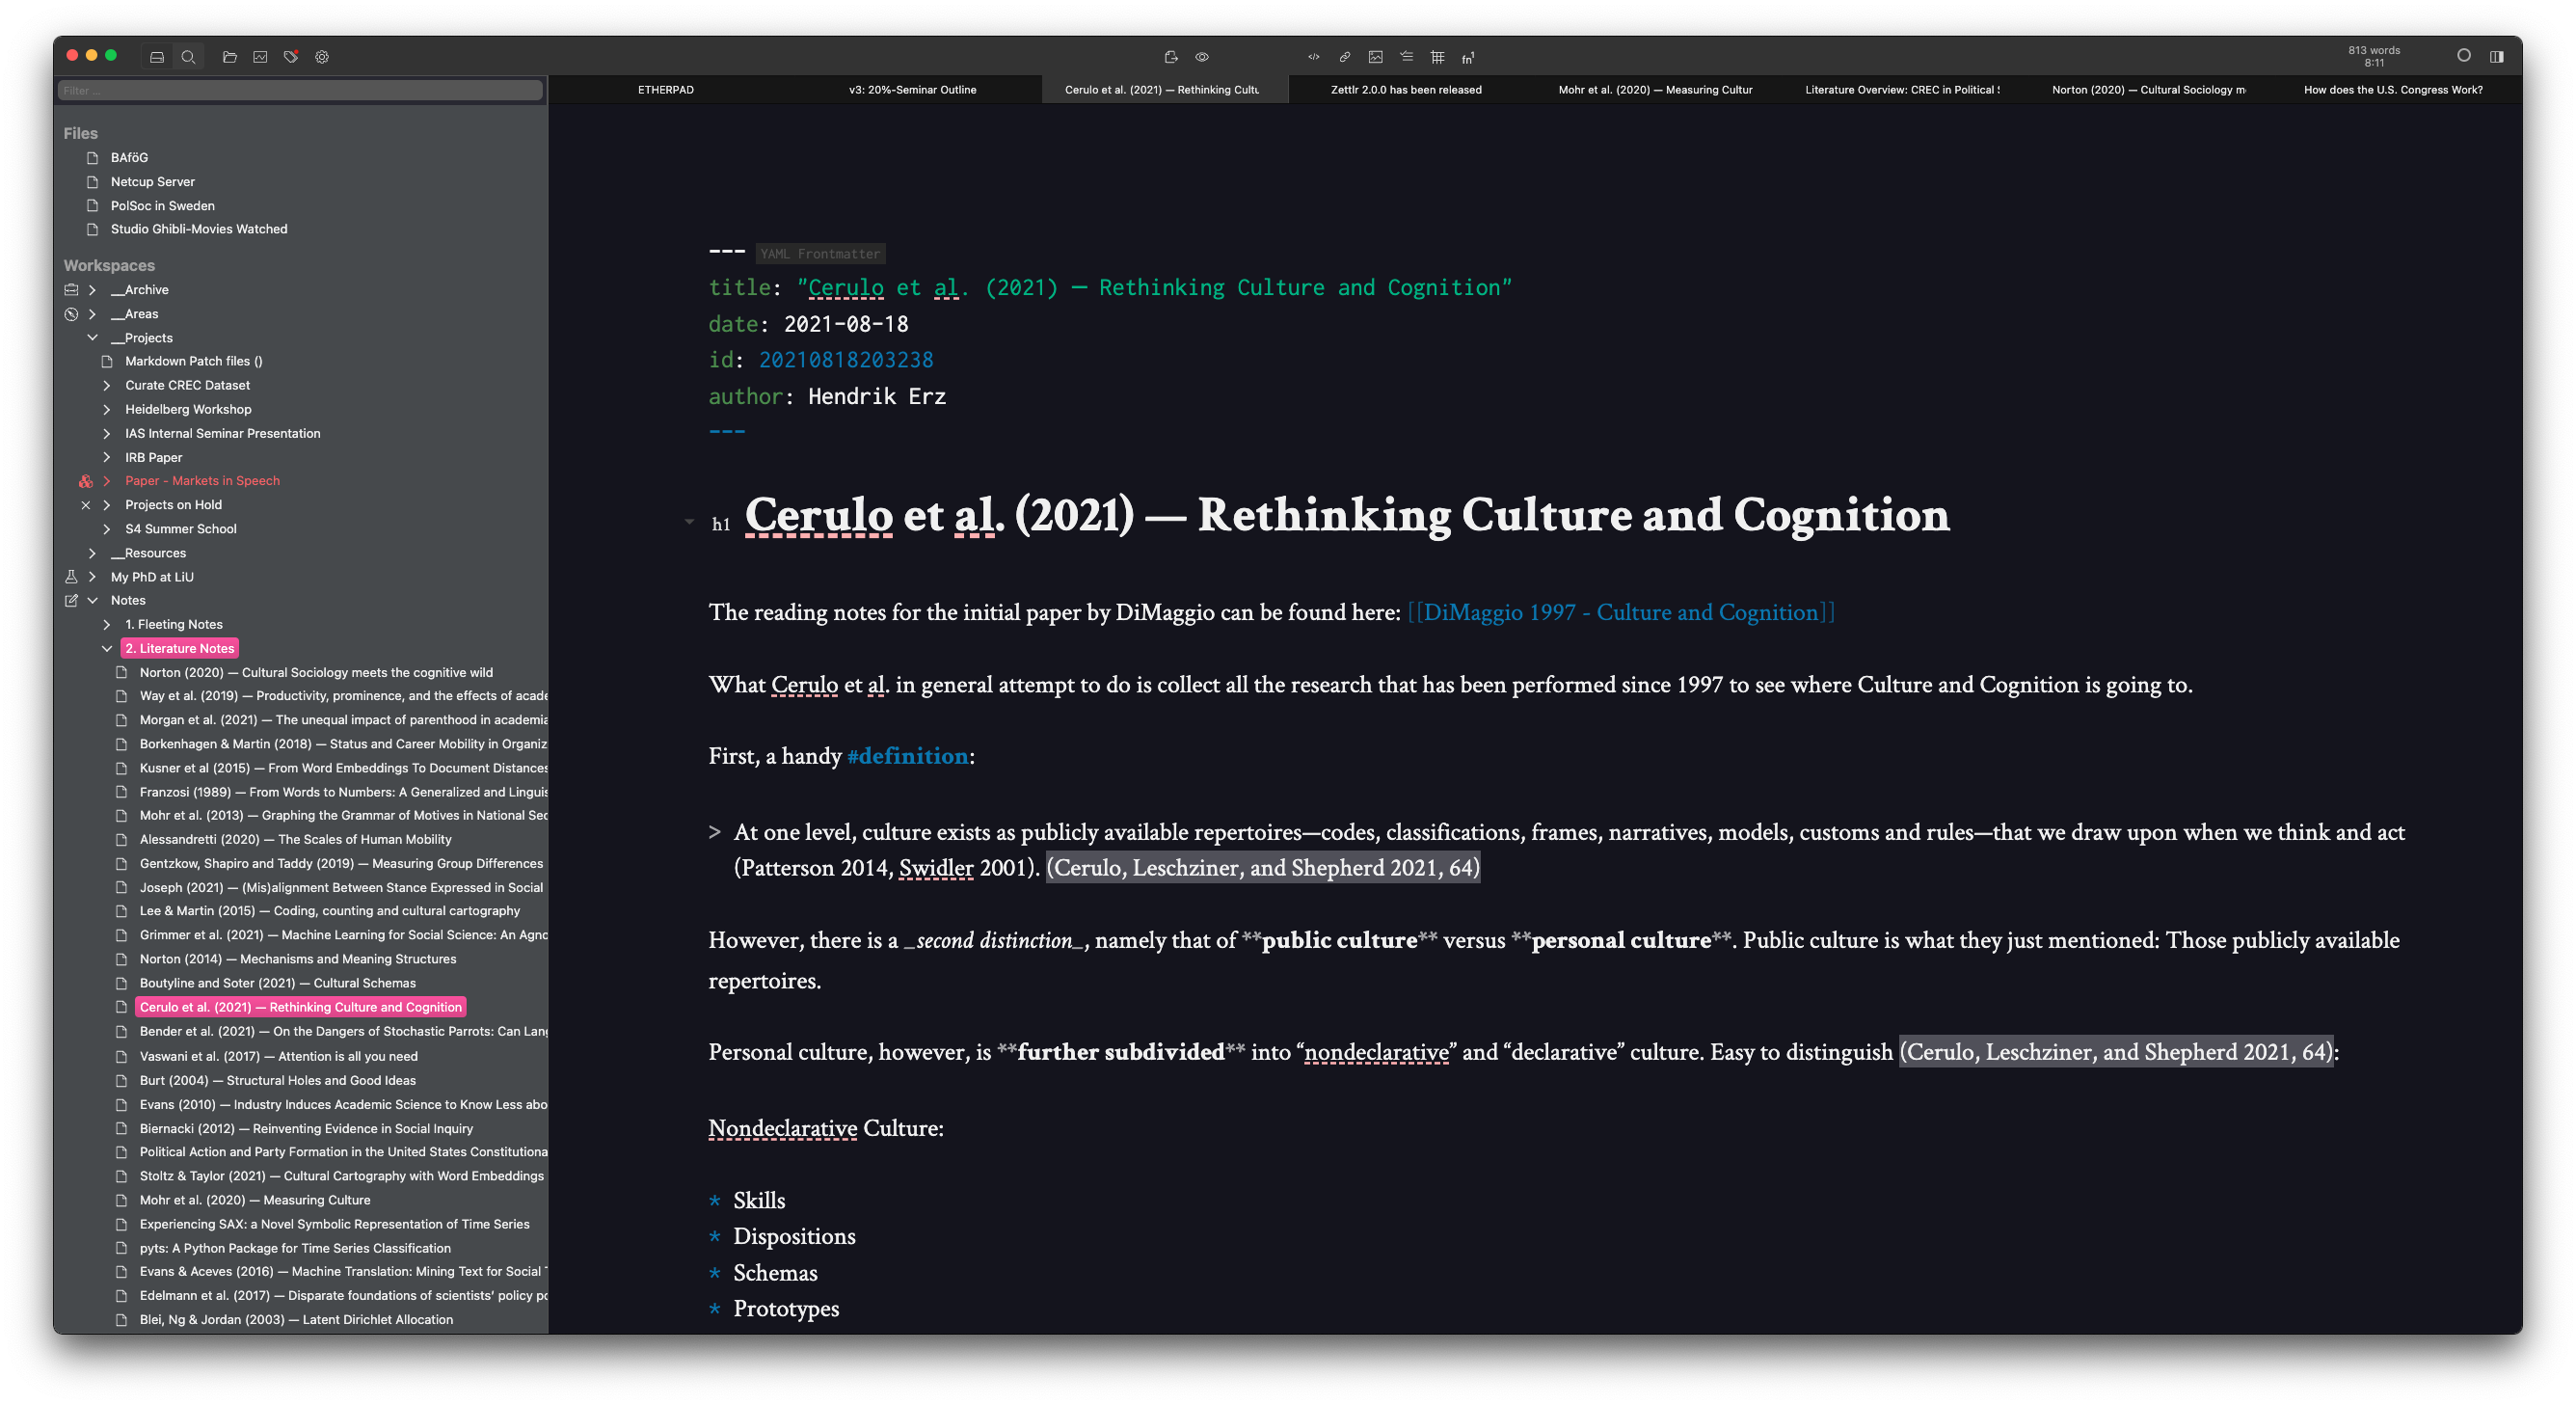 813 words
8:11
Filter ...
ETHERPAD
v3: 20%-Seminar Outline
Cerulo et al. (2021) — Rethinking Cultu
Zettlr 2.0.0 has been released
Mohr et al. (2020) — Measuring Cultur
Literature Overview: CREC in Political
Norton (2020) — Cultural Sociology m
How does the U.S. Congress Work?
Files
BAföG
Netcup Server
PolSoc in Sweden
Studio Ghibli-Movies Watched
Workspaces
__Archive
__Areas
__Projects
Markdown Patch files ()
Curate CREC Dataset
Heidelberg Workshop
IAS Internal Seminar Presentation
IRB Paper
Paper - Markets in Speech
Projects on Hold
S4 Summer School
__Resources
My PhD at LiU
Notes
1. Fleeting Notes
2. Literature Notes
Norton (2020) — Cultural Sociology meets the cognitive wild
Way et al. (2019) — Productivity, prominence, and the effects of acade
Morgan et al. (2021) — The unequal impact of parenthood in academia
Borkenhagen & Martin (2018) — Status and Career Mobility in Organiz
Kusner et al (2015) — From Word Embeddings To Document Distances
Franzosi (1989) — From Words to Numbers: A Generalized and Linguis
Mohr et al. (2013) — Graphing the Grammar of Motives in National Sec
Alessandretti (2020) — The Scales of Human Mobility
Gentzkow, Shapiro and Taddy (2019) — Measuring Group Differences
Joseph (2021) — (Mis)alignment Between Stance Expressed in Social
Lee & Martin (2015) — Coding, counting and cultural cartography
Grimmer et al. (2021) — Machine Learning for Social Science: An Agno
Norton (2014) — Mechanisms and Meaning Structures
Boutyline and Soter (2021) — Cultural Schemas
Cerulo et al. (2021) — Rethinking Culture and Cognition
Bender et al. (2021) — On the Dangers of Stochastic Parrots: Can Lang
Vaswani et al. (2017) — Attention is all you need
Burt (2004) — Structural Holes and Good Ideas
Evans (2010) — Industry Induces Academic Science to Know Less abo
Biernacki (2012) — Reinventing Evidence in Social Inquiry
Political Action and Party Formation in the United States Constitutiona
Stoltz & Taylor (2021) — Cultural Cartography with Word Embeddings
Mohr et al. (2020) — Measuring Culture
Experiencing SAX: a Novel Symbolic Representation of Time Series
pyts: A Python Package for Time Series Classification
Evans & Aceves (2016) — Machine Translation: Mining Text for Social
Edelmann et al. (2017) — Disparate foundations of scientists’ policy po
Blei, Ng & Jordan (2003) — Latent Dirichlet Allocation
--- YAML Frontmatter
title: "Cerulo et al. (2021) — Rethinking Culture and Cognition"
date: 2021-08-18
id: 20210818203238
author: Hendrik Erz
---
h1 Cerulo et al. (2021) — Rethinking Culture and Cognition
The reading notes for the initial paper by DiMaggio can be found here: [[DiMaggio 1997 - Culture and Cognition]]
What Cerulo et al. in general attempt to do is collect all the research that has been performed since 1997 to see where Culture and Cognition is going to.
First, a handy #definition:
> At one level, culture exists as publicly available repertoires—codes, classifications, frames, narratives, models, customs and rules—that we draw upon when we think and act
(Patterson 2014, Swidler 2001). (Cerulo, Leschziner, and Shepherd 2021, 64)
However, there is a _second distinction_, namely that of **public culture** versus **personal culture**. Public culture is what they just mentioned: Those publicly available
repertoires.
Personal culture, however, is **further subdivided** into “nondeclarative” and “declarative” culture. Easy to distinguish (Cerulo, Leschziner, and Shepherd 2021, 64):
Nondeclarative Culture:
* Skills
* Dispositions
* Schemas
* Prototypes